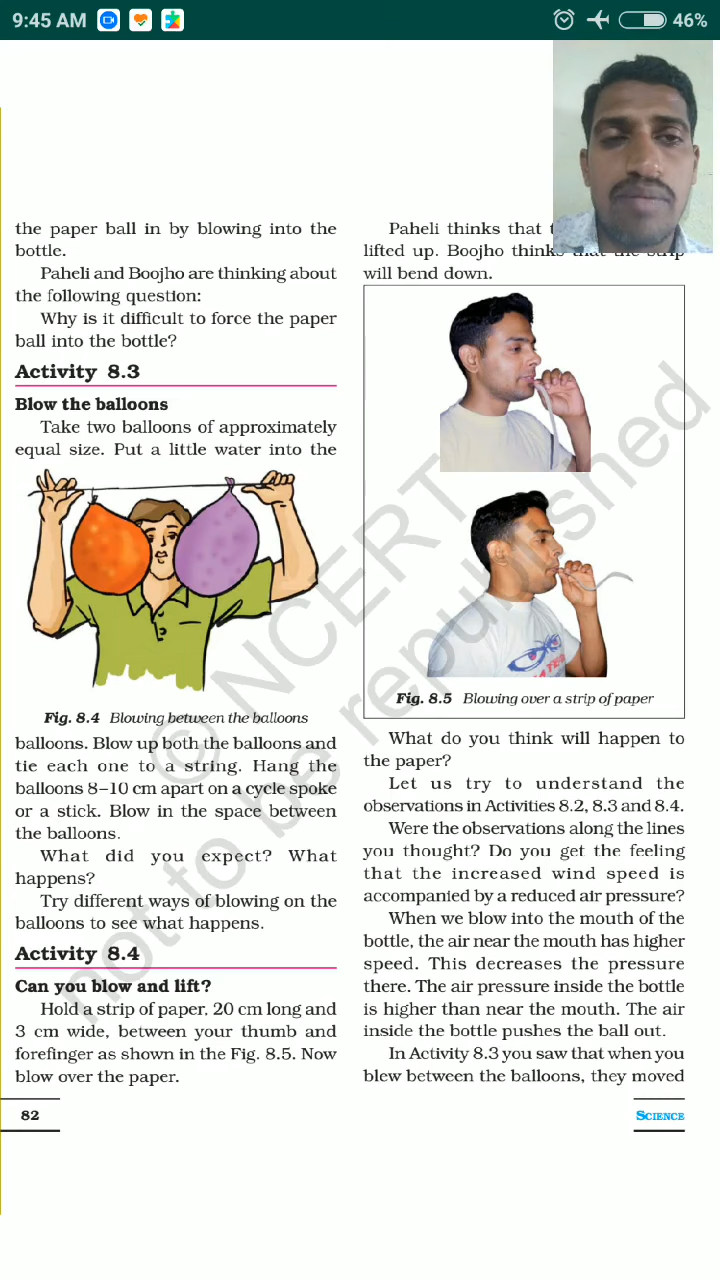 9:45 AM
46%
the paper ball in by blowing into the
bottle.
Paheli and Boojho are thinking about
the following question:
Why is it difficult to force the paper
ball into the bottle?
Activity 8.3
Blow the balloons
Take two balloons of approximately
equal size. Put a little water into the
Fig. 8.4 Blowing between the balloons
balloons. Blow up both the balloons and
tie each one to a string. Hang the
balloons 8–10 cm apart on a cycle spoke
or a stick. Blow in the space between
the balloons.
What did you expect? What
happens?
Try different ways of blowing on the
balloons to see what happens.
Activity 8.4
Can you blow and lift?
Hold a strip of paper, 20 cm long and
3 cm wide, between your thumb and
forefinger as shown in the Fig. 8.5. Now
blow over the paper.
82
Paheli thinks that
lifted up. Boojho thinks that the strip
will bend down.
Fig. 8.5 Blowing over a strip of paper
What do you think will happen to
the paper?
Let us try to understand the
observations in Activities 8.2, 8.3 and 8.4.
Were the observations along the lines
you thought? Do you get the feeling
that the increased wind speed is
accompanied by a reduced air pressure?
When we blow into the mouth of the
bottle, the air near the mouth has higher
speed. This decreases the pressure
there. The air pressure inside the bottle
is higher than near the mouth. The air
inside the bottle pushes the ball out.
In Activity 8.3 you saw that when you
blew between the balloons, they moved
SCIENCE
© NCERT
not to be republished